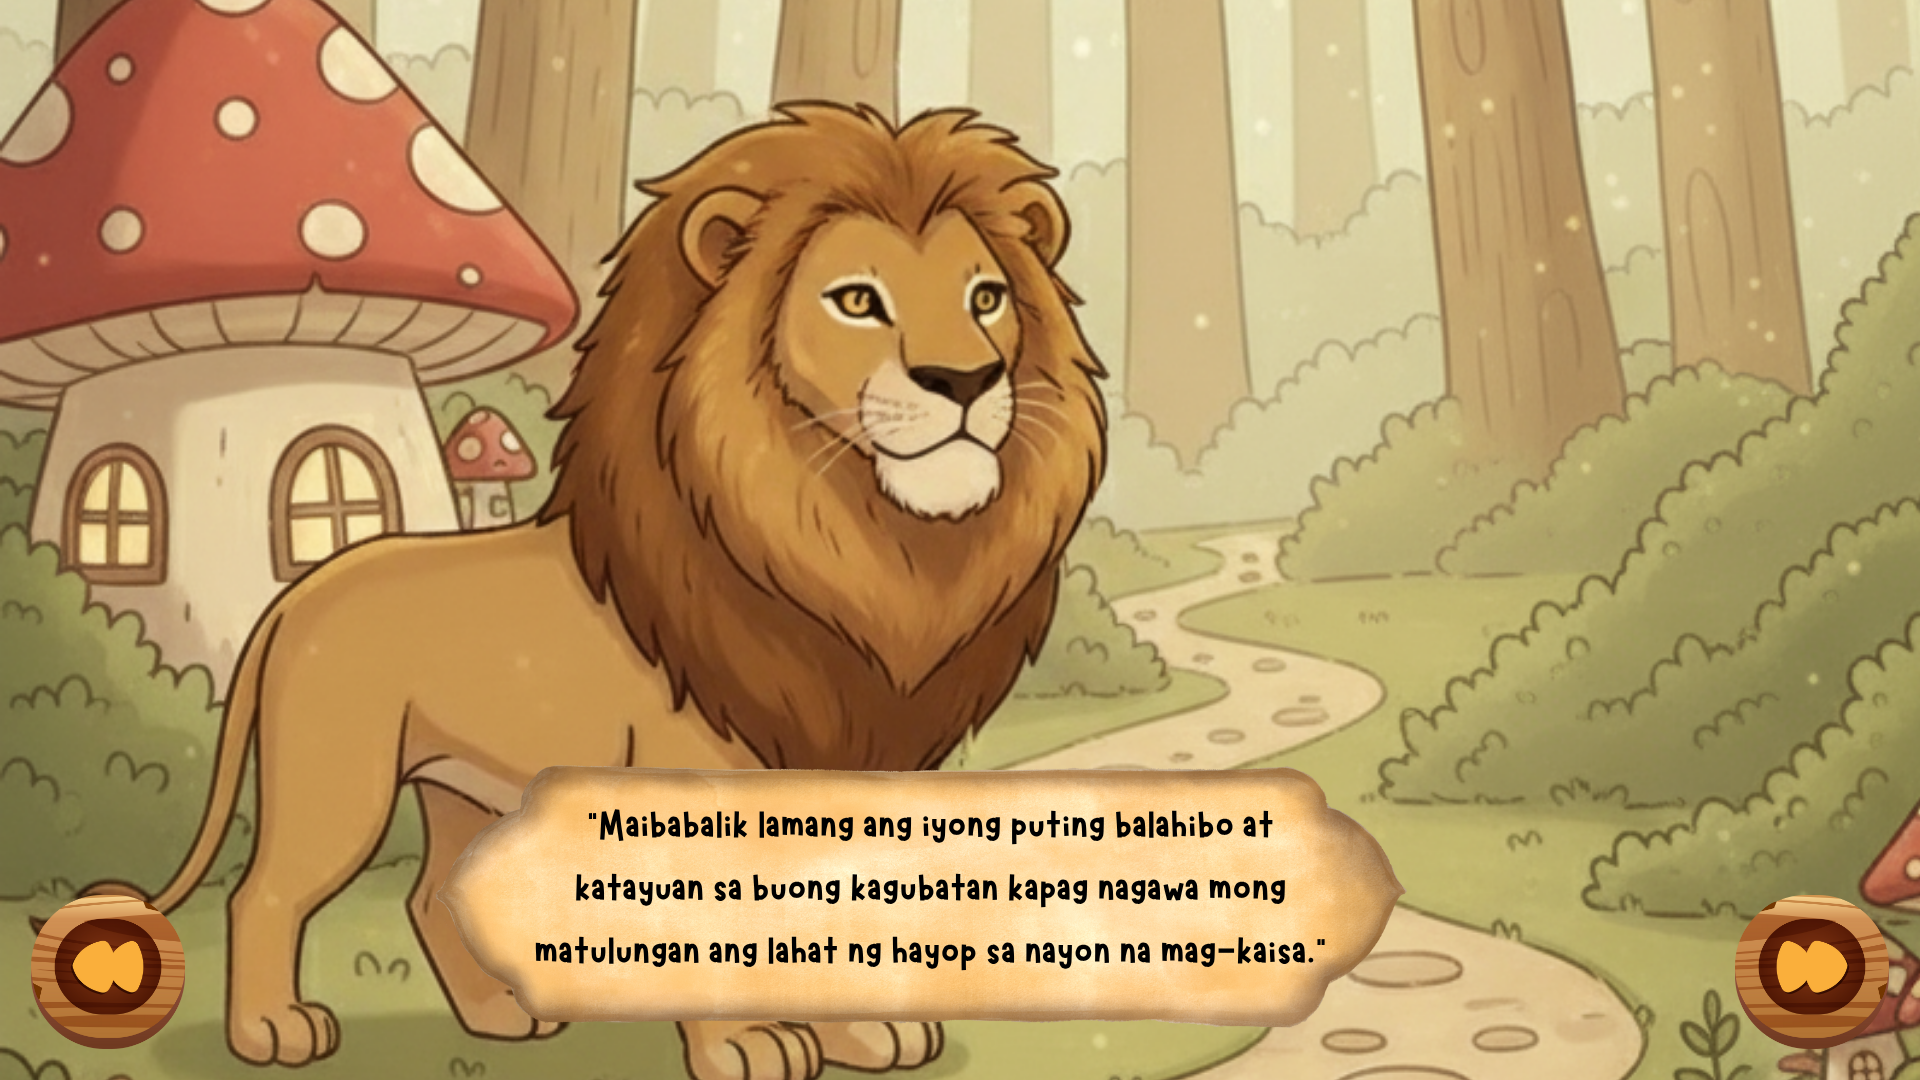 "Maibabalik lamang ang iyong puting balahibo at
katayuan sa buong kagubatan kapag nagawa mong
matulungan ang lahat ng hayop sa nayon na mag-kaisa."